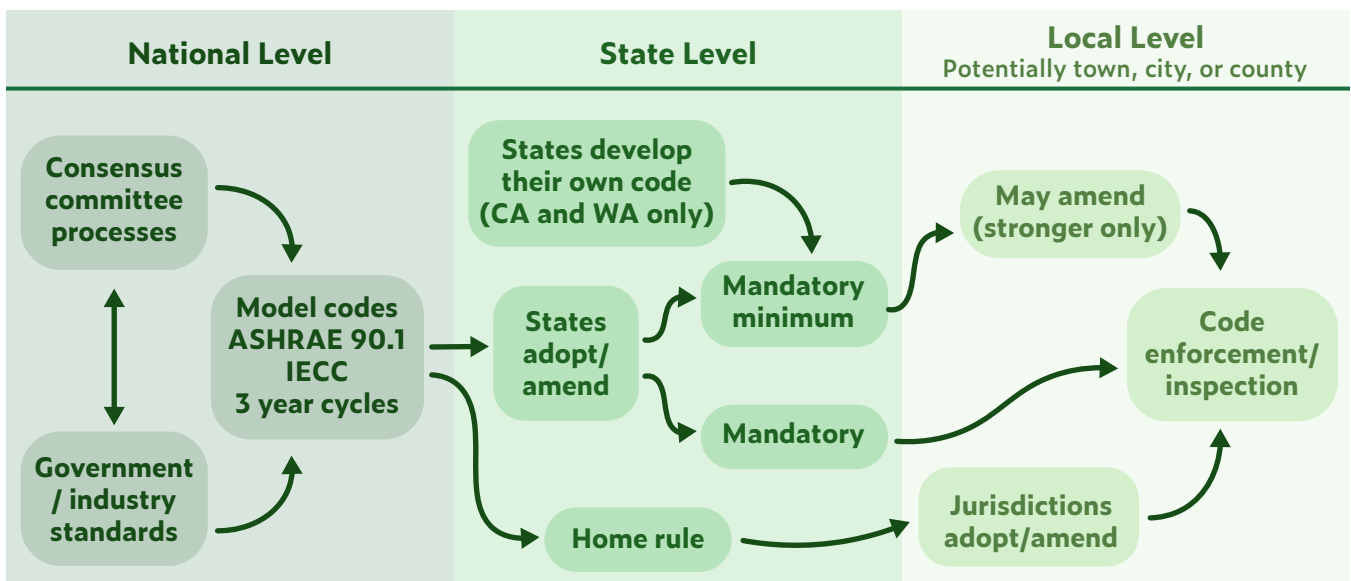 National Level
State Level
Local Level
Potentially town, city, or county
Consensus
committee
processes
Model codes
ASHRAE 90.1
IECC
3 year cycles
Government
/ industry
standards
States develop
their own code
(CA and WA only)
States
adopt/
amend
Mandatory
minimum
Mandatory
Home rule
May amend
(stronger only)
Code
enforcement/
inspection
Jurisdictions
adopt/amend